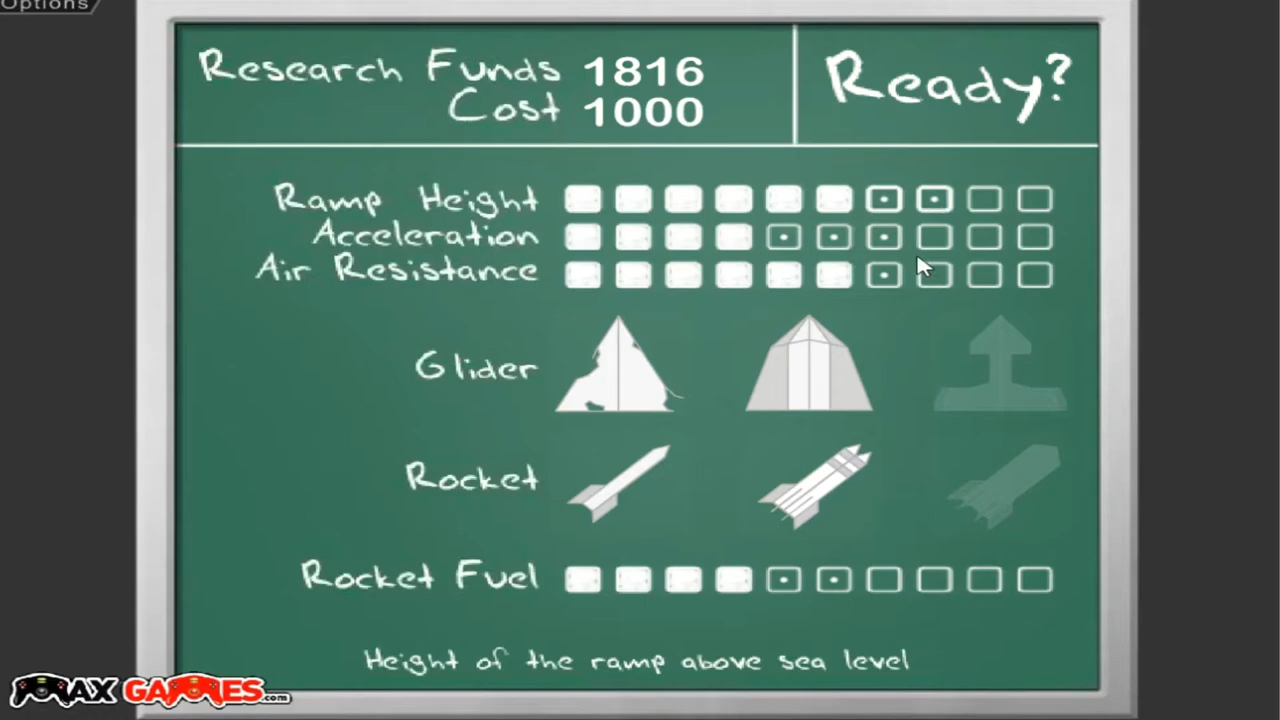 Options
Research Funds 1816
Cost 1000
Ready?
Ramp Height
Acceleration
Air Resistance
Glider
Rocket
Rocket Fuel
Height of the ramp above sea level
MAX GAMES.com